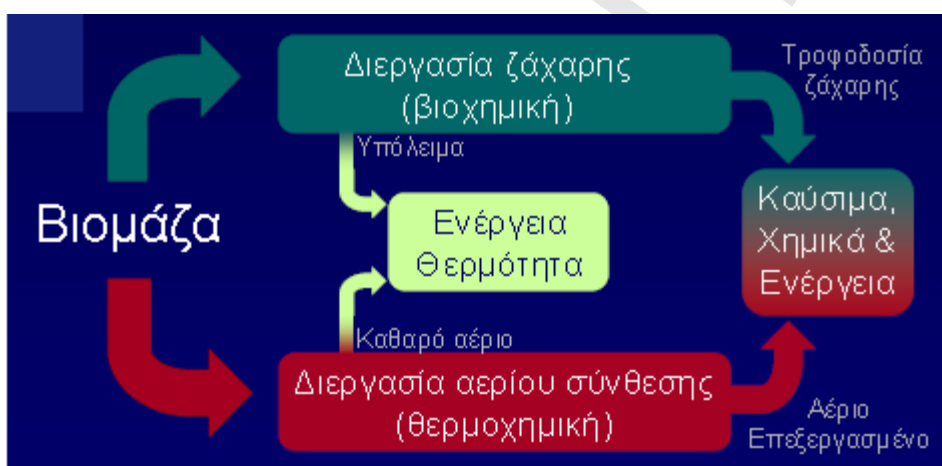 Διεργασία ζάχαρης
(βιοχημική)
Τροφοδοσία
ζάχαρης
Υπόλειμα
Βιομάζα
Ενέργεια
Θερμότητα
Καύσιμα,
Χημικά &
Ενέργεια
Καθαρό αέριο
Διεργασία αερίου σύνθεσης
(θερμοχημική)
Αέριο
Επεξεργασμένο